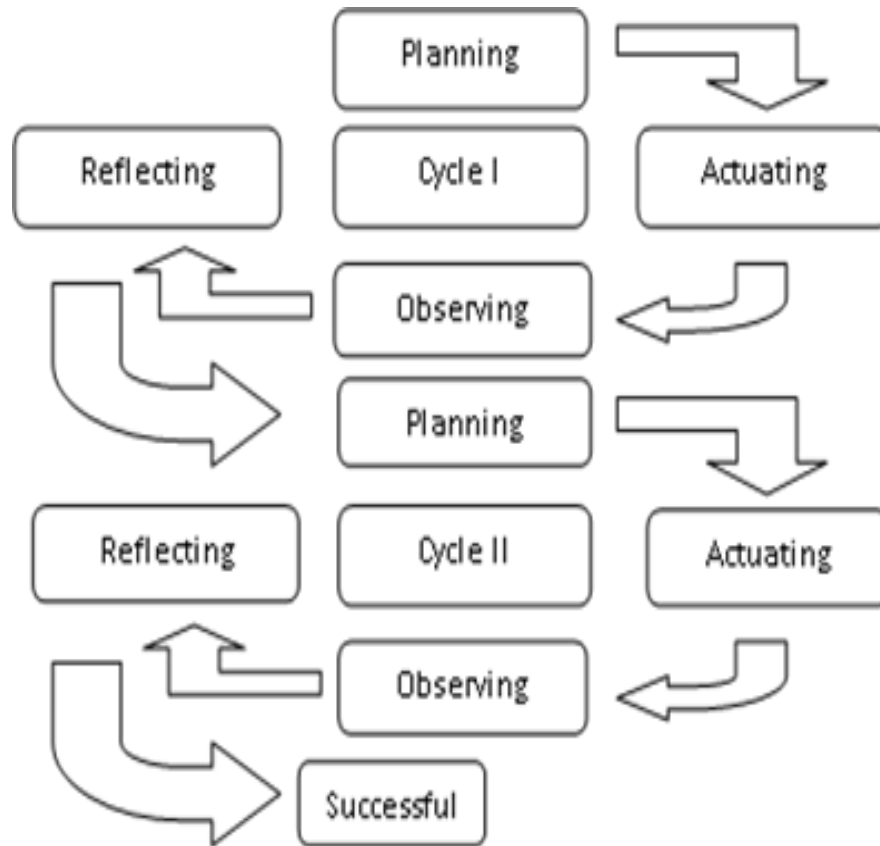 Planning
Reflecting
Cycle I
Actuating
Observing
Planning
Reflecting
Cycle II
Actuating
Observing
Successful